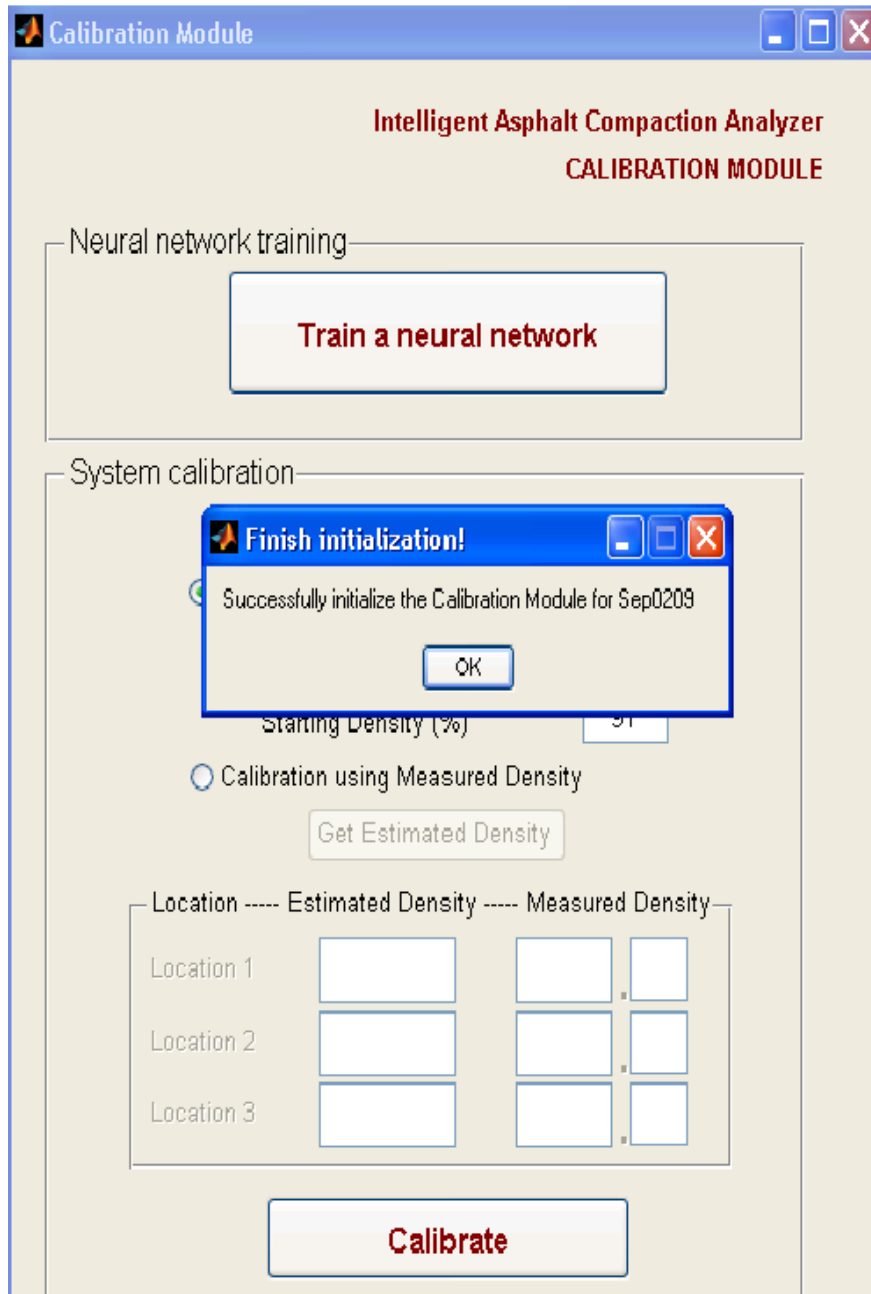 Calibration Module
Intelligent Asphalt Compaction Analyzer
CALIBRATION MODULE
Neural network training
Train a neural network
System calibration
Finish initialization!
Successfully initialize the Calibration Module for Sep0209
OK
Starting Density (%) 91
Calibration using Measured Density
Get Estimated Density
Location ----- Estimated Density ----- Measured Density
Location 1 .
Location 2 .
Location 3 .
Calibrate